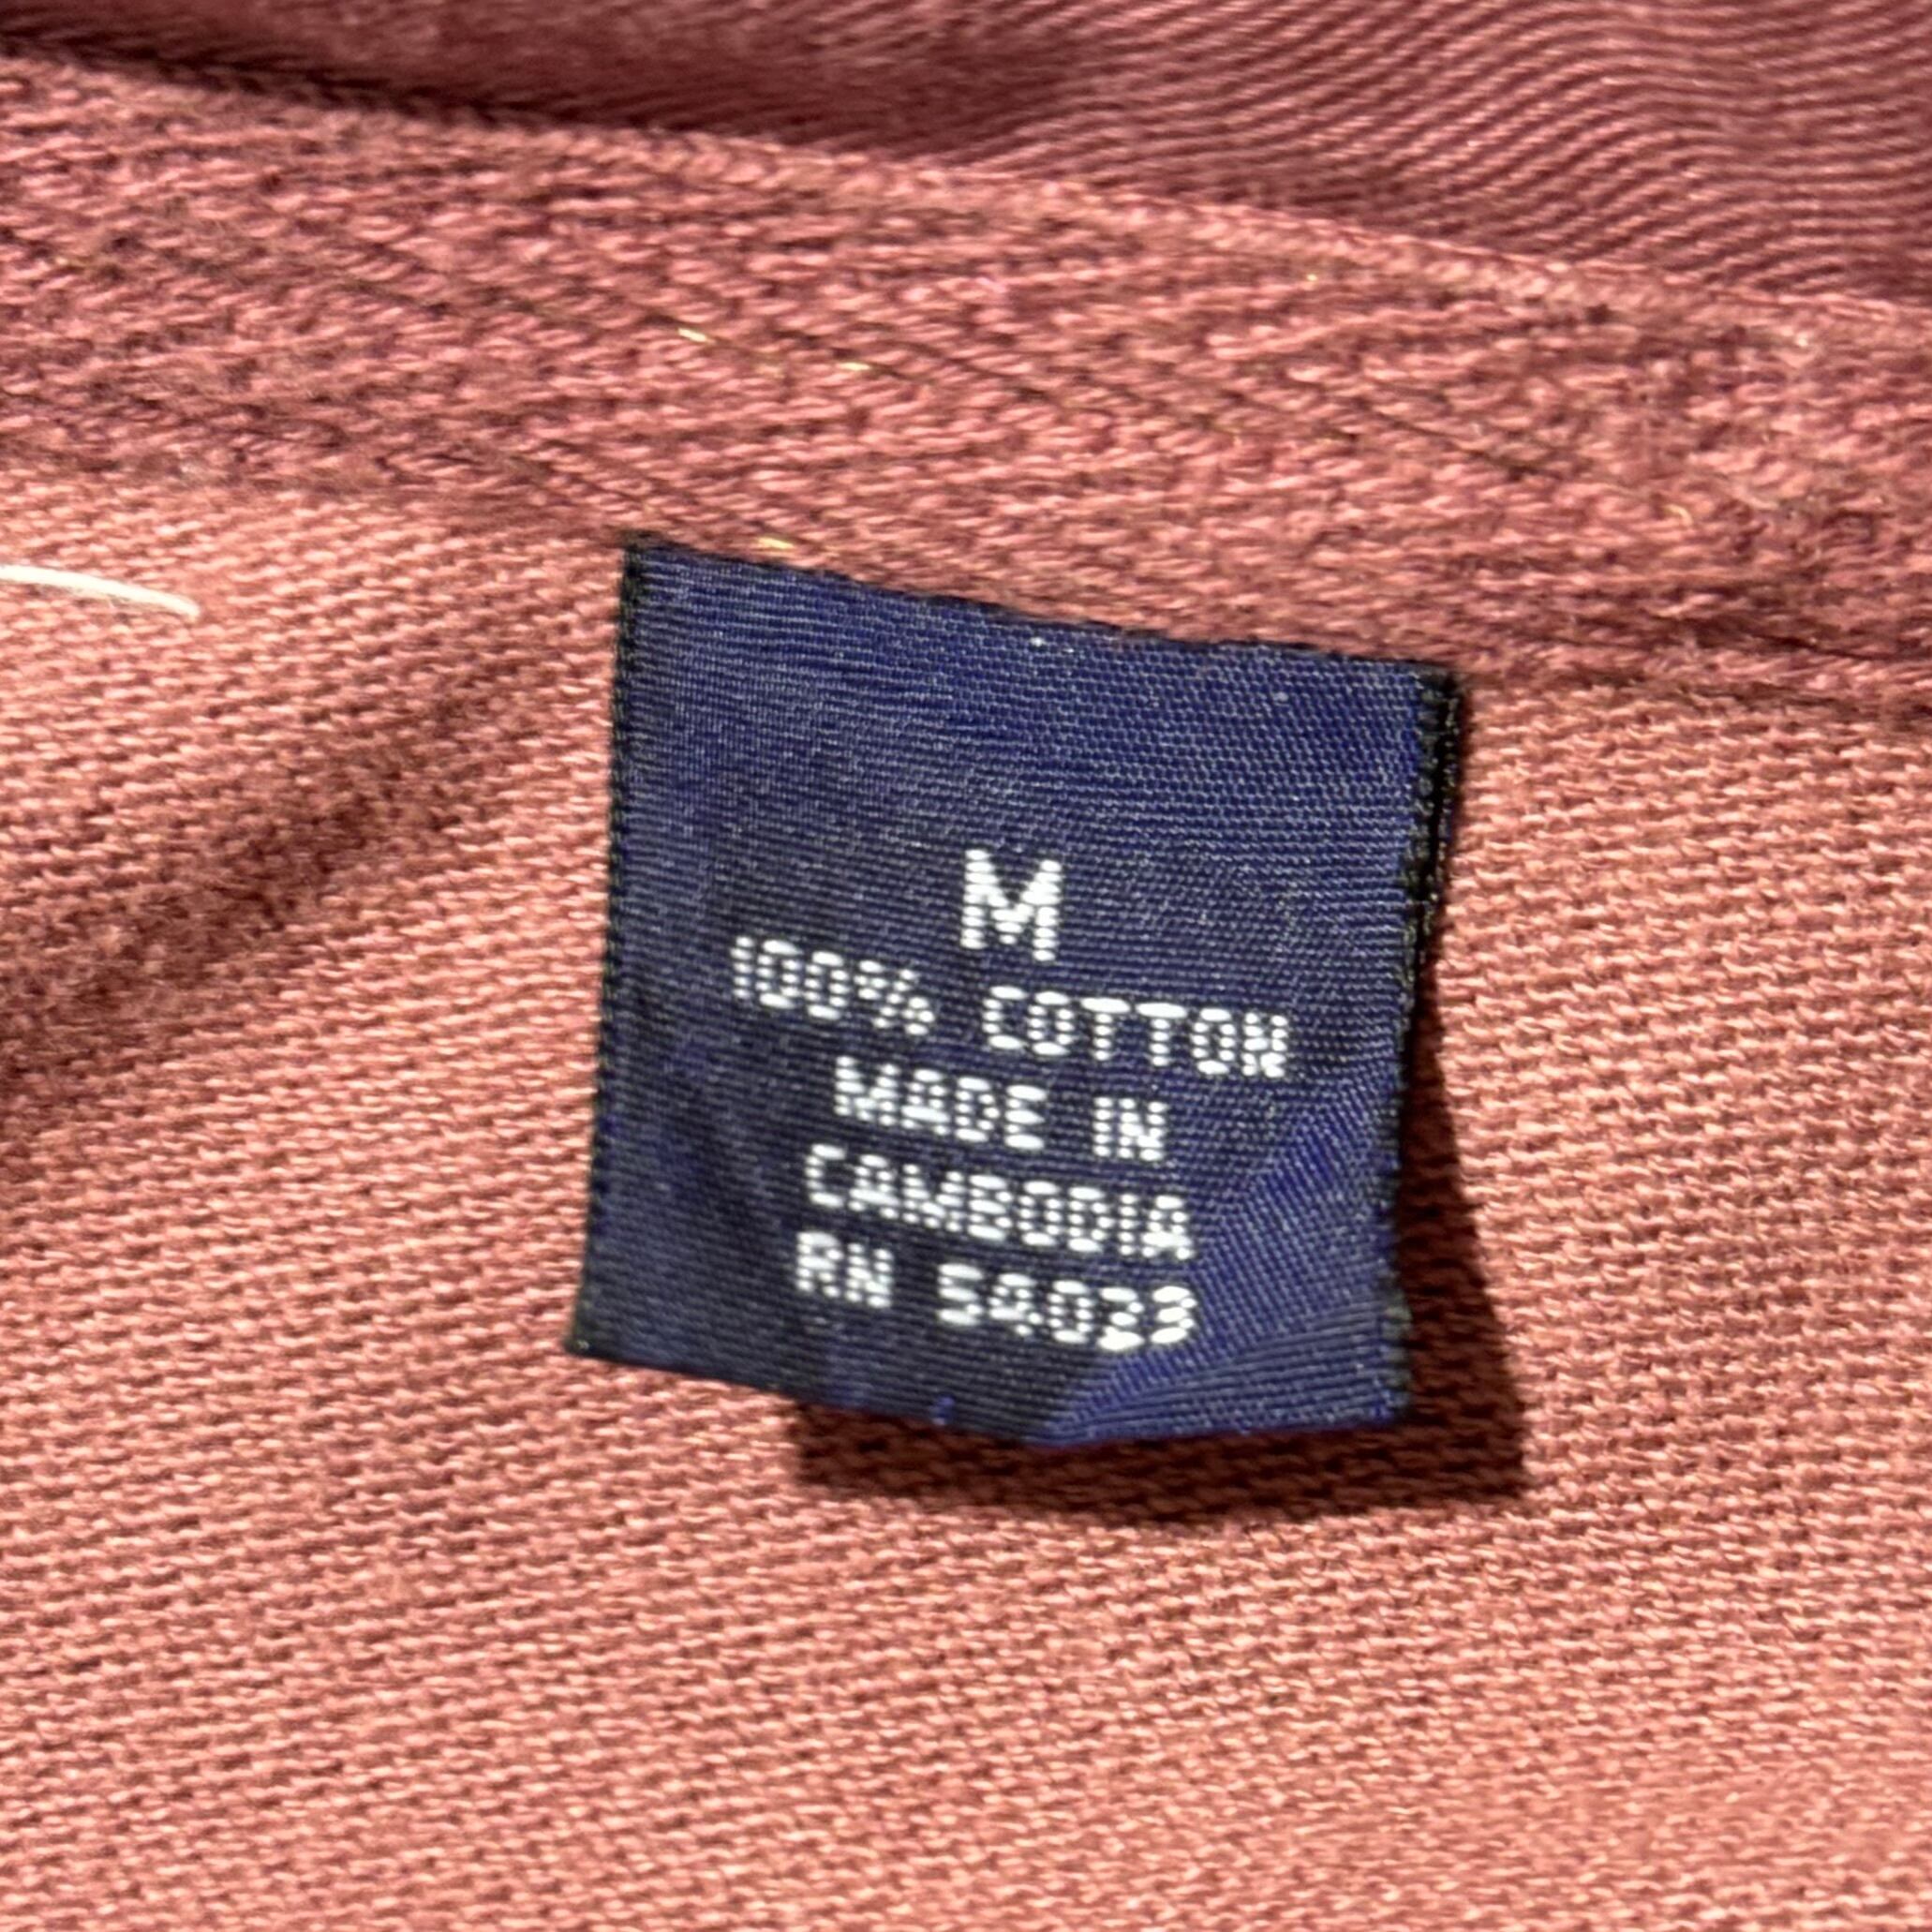 M
100% COTTON
MADE IN
CAMBODIA
RN 54023